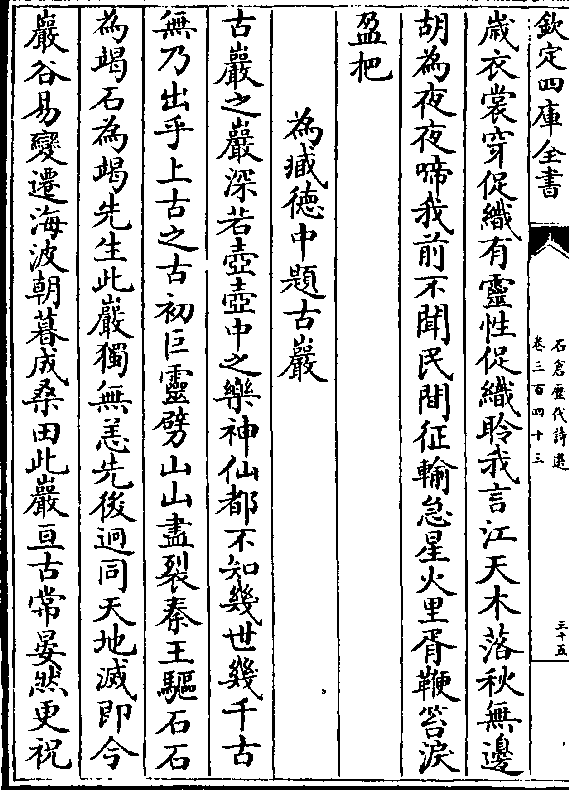 欽定四庫全書
石倉歷代詩選
卷三百四十三
三十五
歳衣裳穿促織有靈性促織聆我言江天木落秋無邊
胡為夜夜啼我前不聞民間征輸急星火里胥鞭笞淚
盈把
為臧徳中題古巖
古巖之巖深若壺壺中之樂神仙都不知幾世幾千古
無乃出乎上古之古初巨靈劈山山盡裂秦王驅石石
為竭石為竭先生此巖獨無恙先後迥同天地滅即今
巖谷易變遷海波朝暮成桑田此巖亘古常晏然更祝